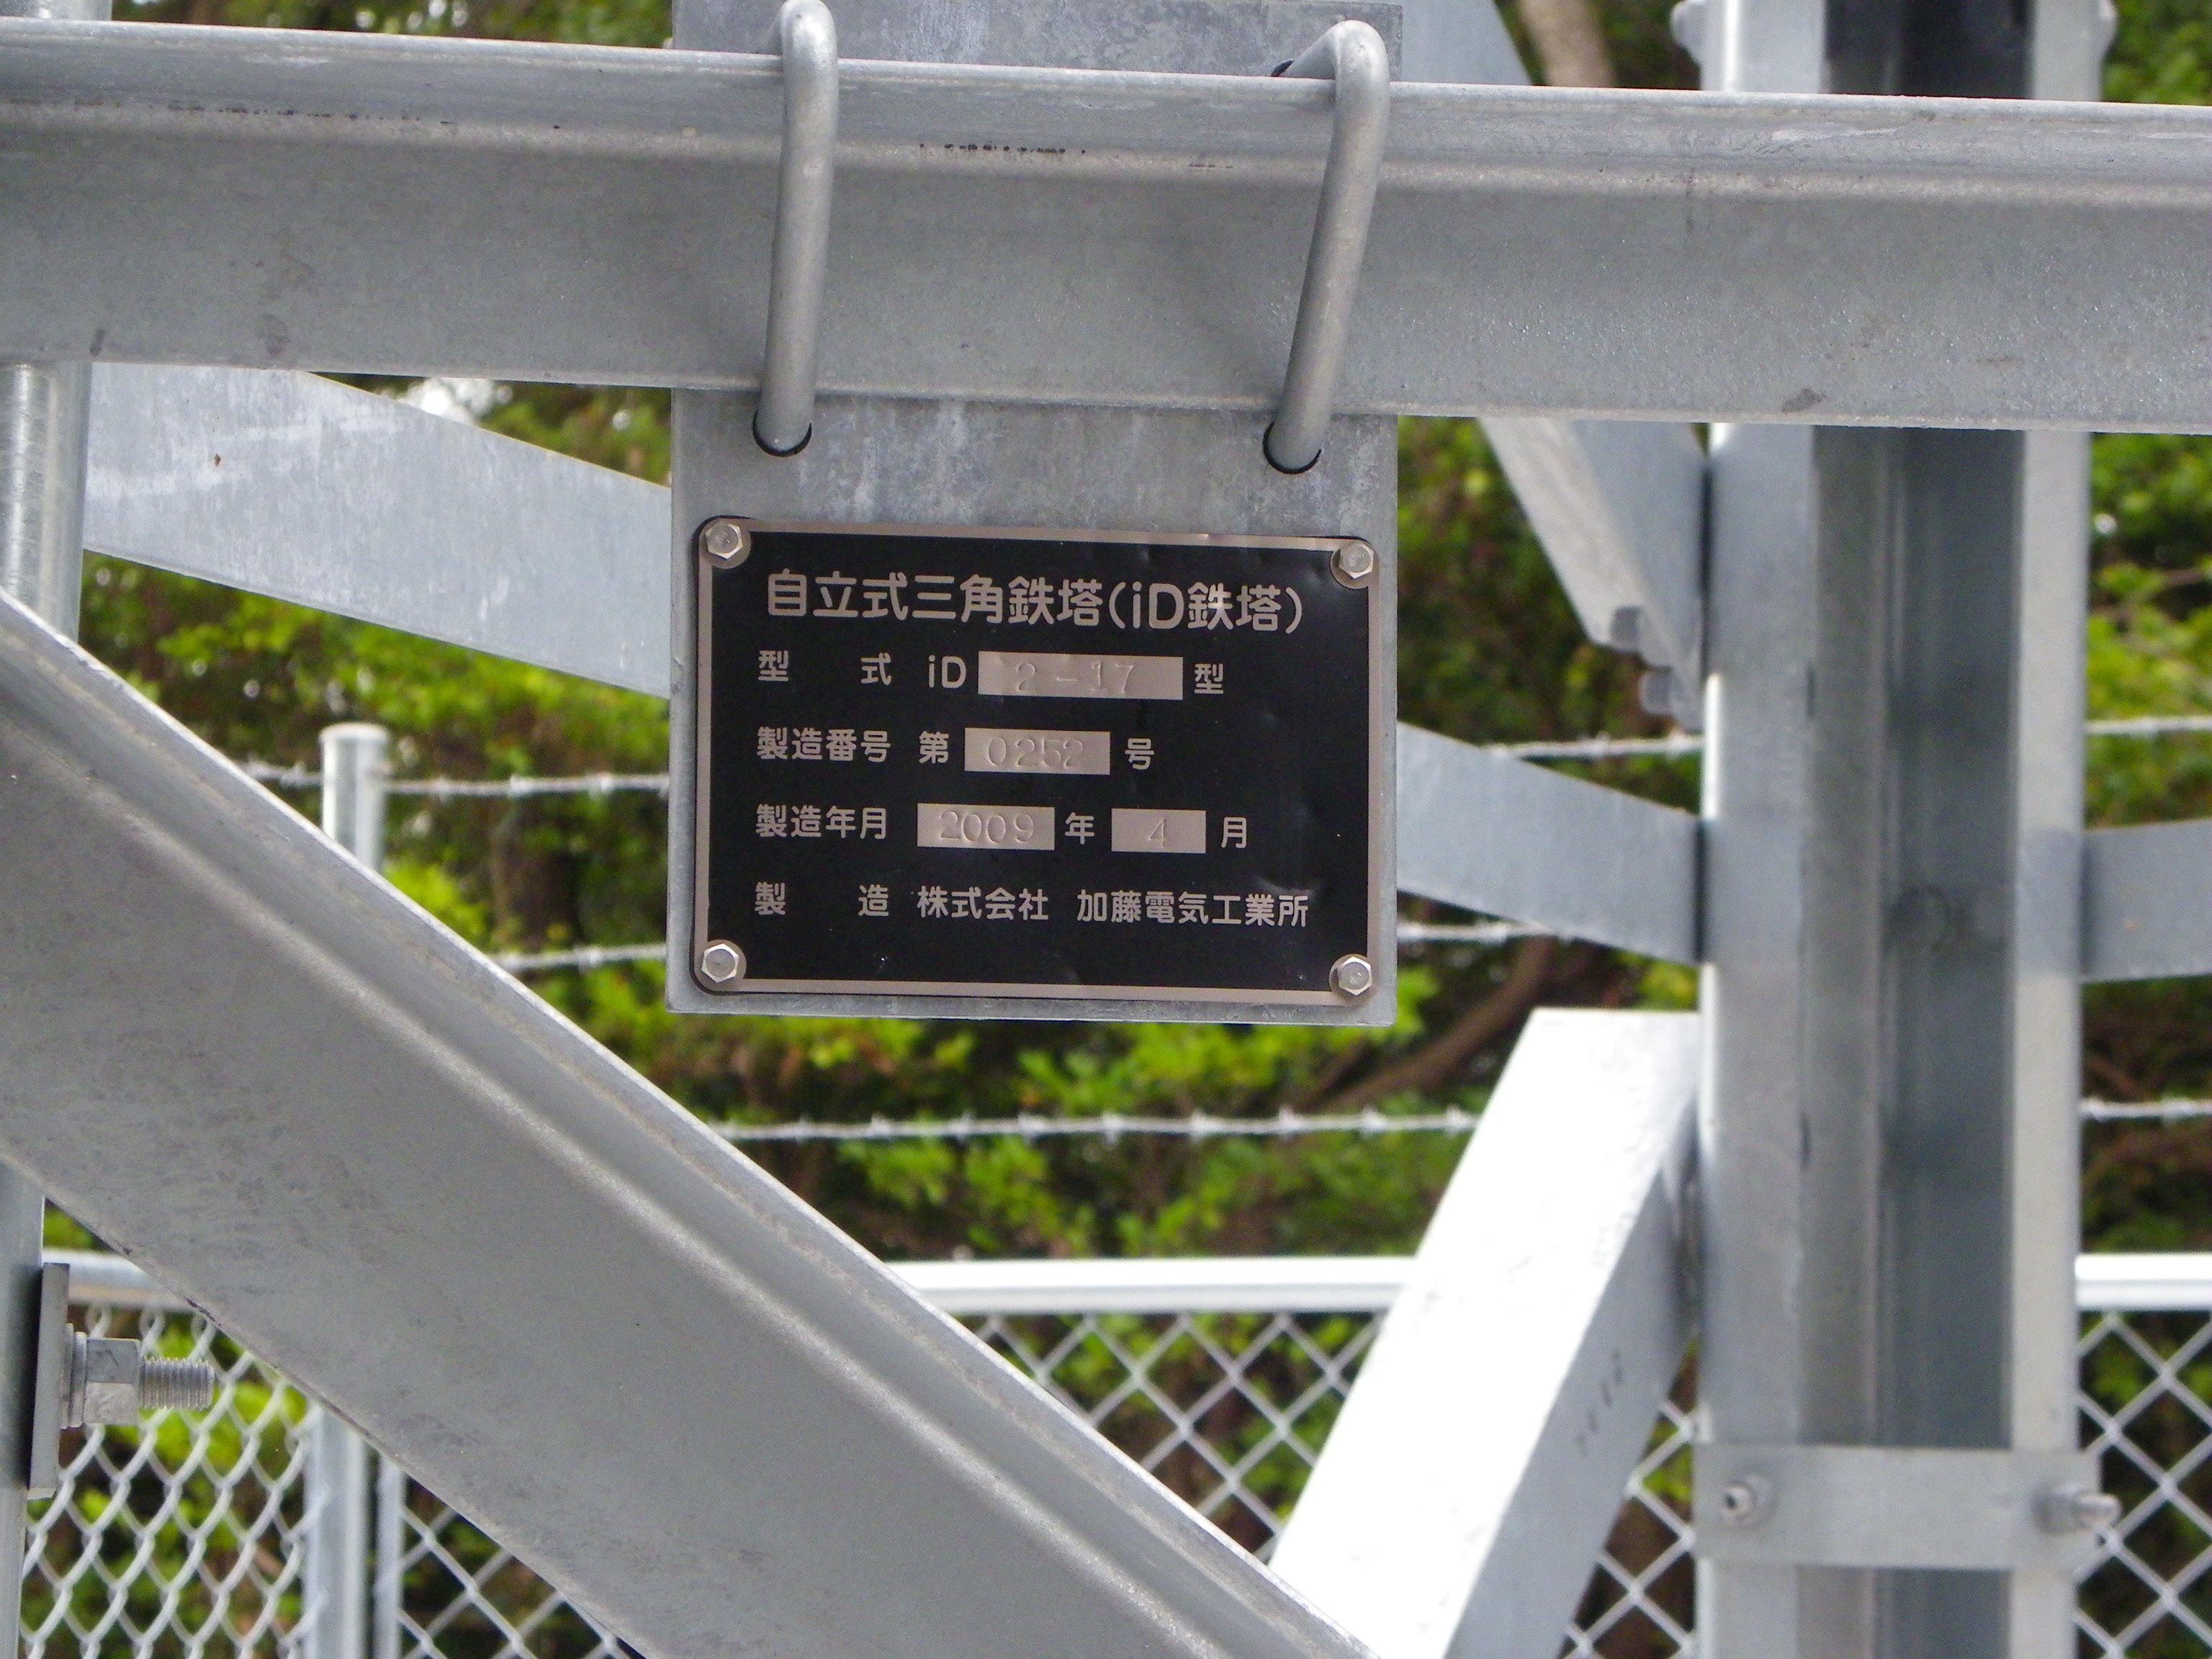 自立式三角鉄塔(iD鉄塔)
型 式 iD 2-17 型
製造番号 第 0252 号
製造年月 2009 年 4 月
製 造 株式会社 加藤電気工業所